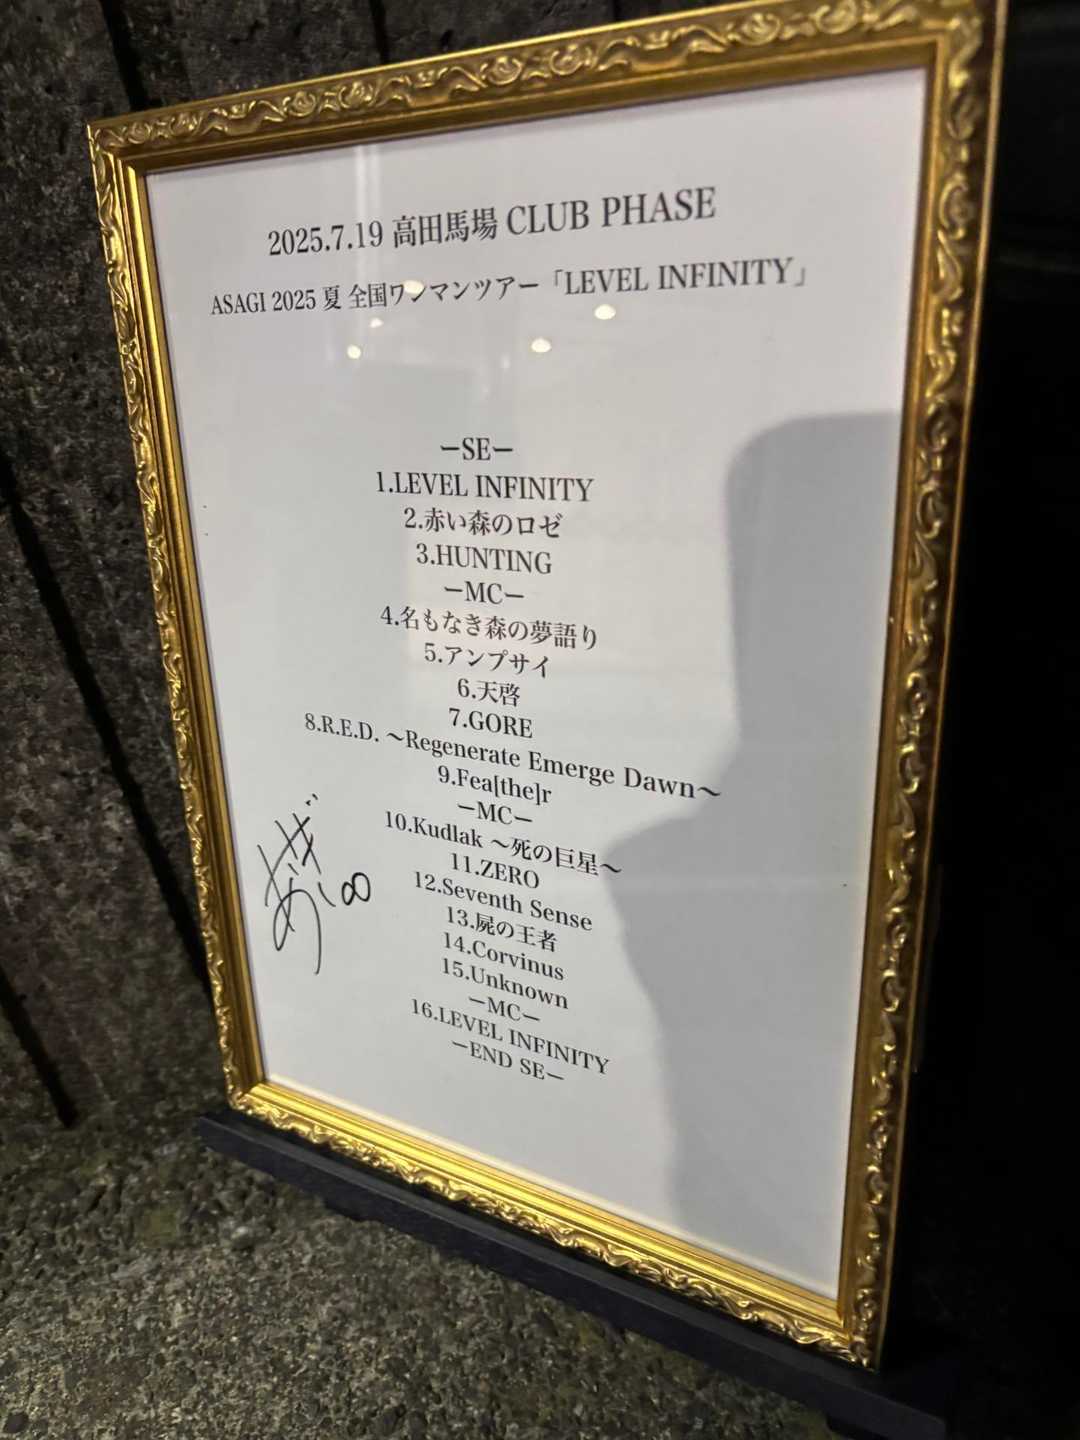 2025.7.19 高田馬場 CLUB PHASE
ASAGI 2025 夏 全国ワンマンツアー「LEVEL INFINITY」
ーSEー
1.LEVEL INFINITY
2.赤い森のロゼ
3.HUNTING
ーMCー
4.名もなき森の夢語り
5.アンプサイ
6.天啓
7.GORE
8.R.E.D. 〜Regenerate Emerge Dawn〜
9.Fea[the]r
ーMCー
10.Kudlak 〜死の巨星〜
11.ZERO
12.Seventh Sense
13.屍の王者
14.Corvinus
15.Unknown
ーMCー
16.LEVEL INFINITY
ーEND SEー
あさぎ∞